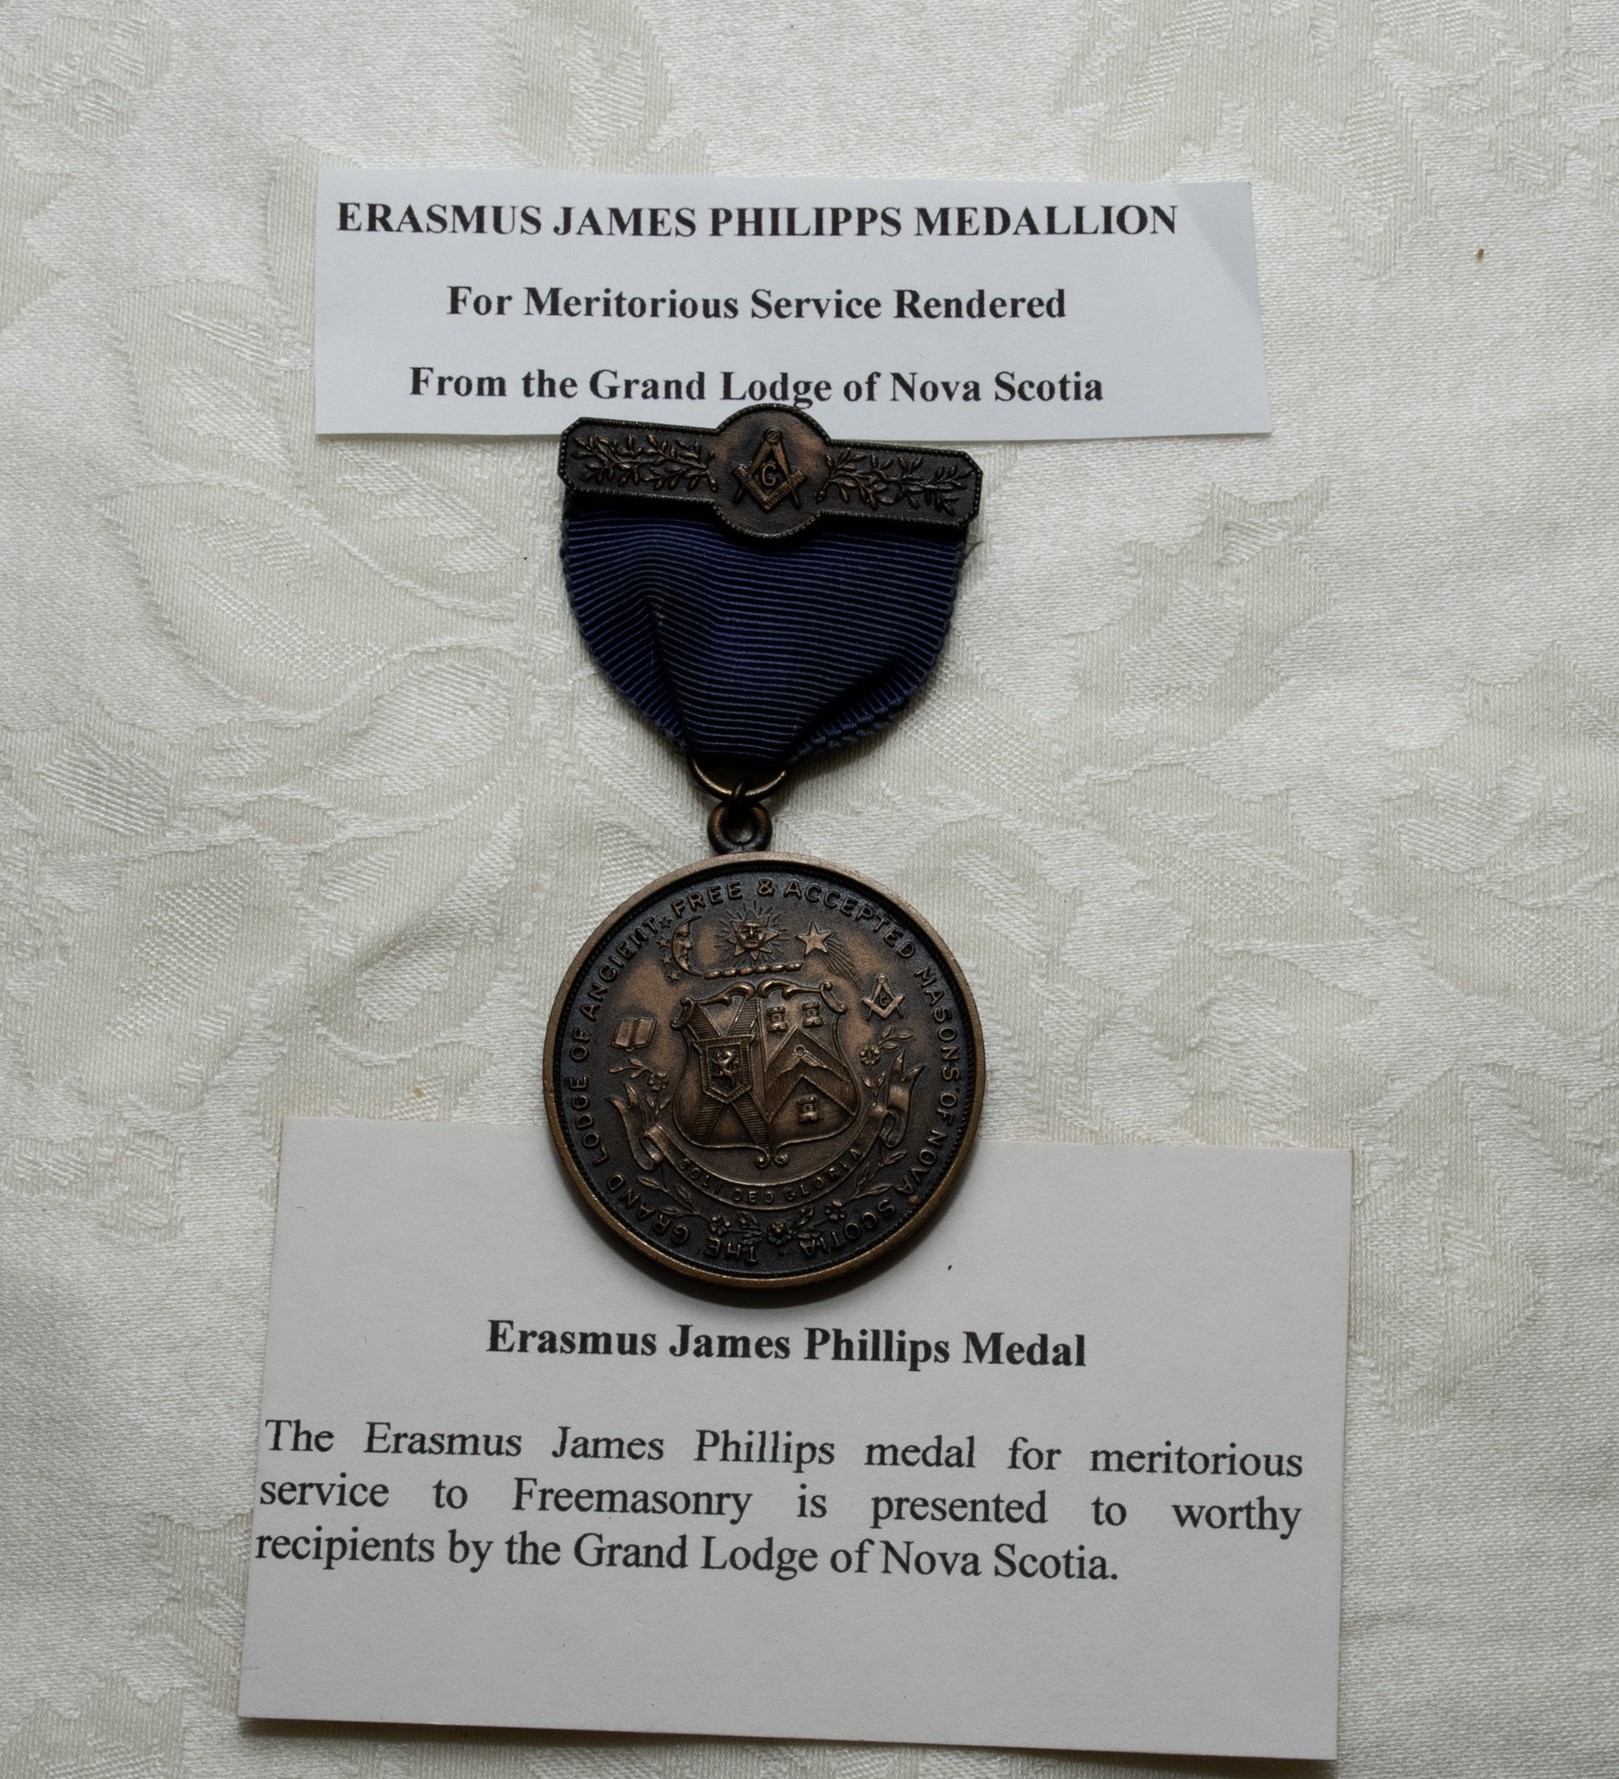 ERASMUS JAMES PHILIPPS MEDALLION
For Meritorious Service Rendered
From the Grand Lodge of Nova Scotia
G
THE GRAND LODGE OF ANCIENT FREE & ACCEPTED MASONS OF NOVA SCOTIA
G
SOLI DEO GLORIA
Erasmus James Phillips Medal
The Erasmus James Phillips medal for meritorious
service to Freemasonry is presented to worthy
recipients by the Grand Lodge of Nova Scotia.